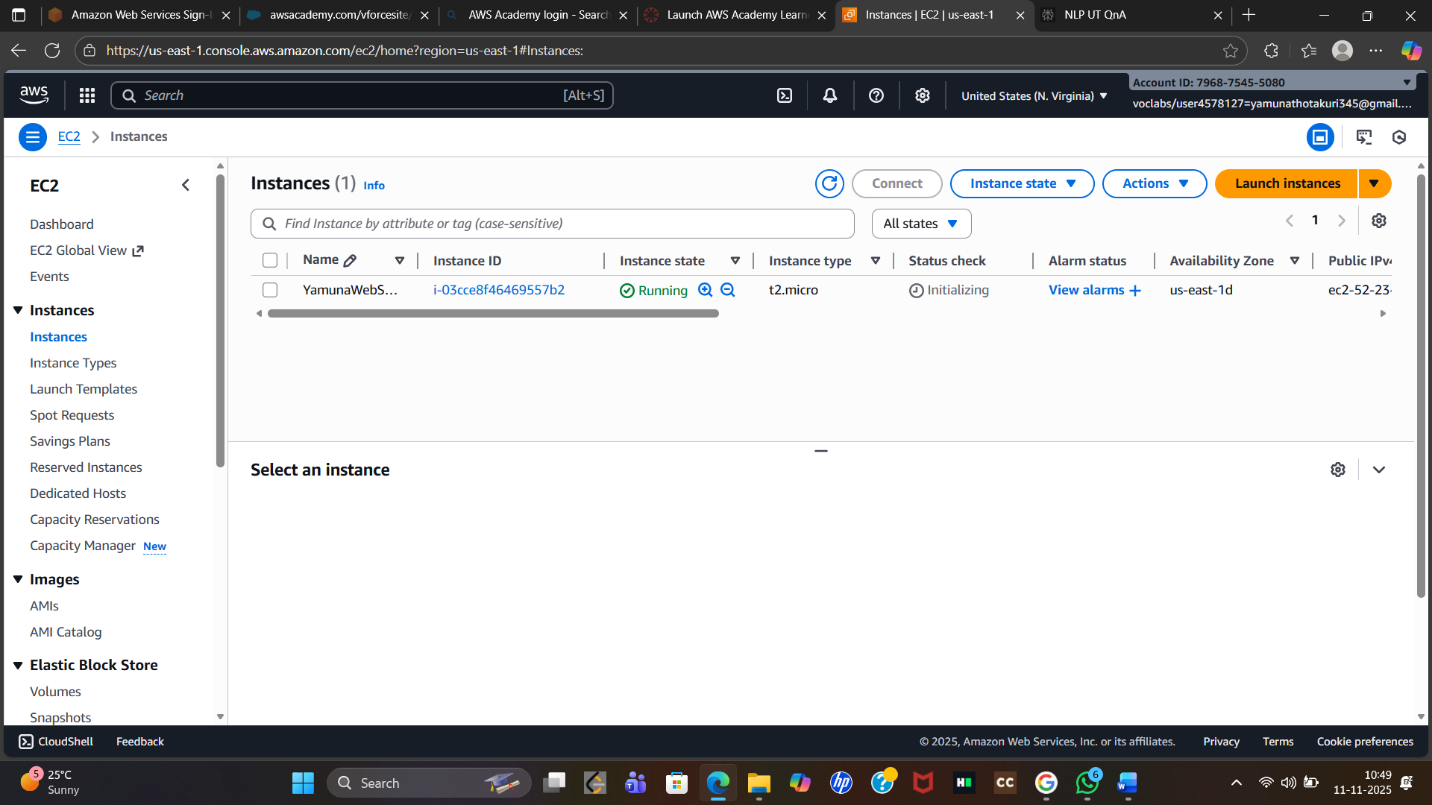 Amazon Web Services Sign-I
awsacademy.com/vforcesite/
AWS Academy login - Search
Launch AWS Academy Learn
Instances | EC2 | us-east-1
NLP UT QnA
https://us-east-1.console.aws.amazon.com/ec2/home?region=us-east-1#Instances:
aws
Search
[Alt+S]
United States (N. Virginia)
Account ID: 7968-7545-5080
voclabs/user4578127=yamunathotakuri345@gmail....
EC2
Instances
EC2
Dashboard
EC2 Global View
Events
Instances
Instances
Instance Types
Launch Templates
Spot Requests
Savings Plans
Reserved Instances
Dedicated Hosts
Capacity Reservations
Capacity Manager New
Images
AMIs
AMI Catalog
Elastic Block Store
Volumes
Snapshots
Instances (1) Info
Connect
Instance state
Actions
Launch instances
Find Instance by attribute or tag (case-sensitive)
All states
1
Name Instance ID Instance state Instance type Status check Alarm status Availability Zone Public IPv4
YamunaWebS... i-03cce8f46469557b2 Running t2.micro Initializing View alarms + us-east-1d ec2-52-23-
Select an instance
CloudShell
Feedback
© 2025, Amazon Web Services, Inc. or its affiliates.
Privacy
Terms
Cookie preferences
5
25°C
Sunny
Search
hp
CC
6
10:49
11-11-2025